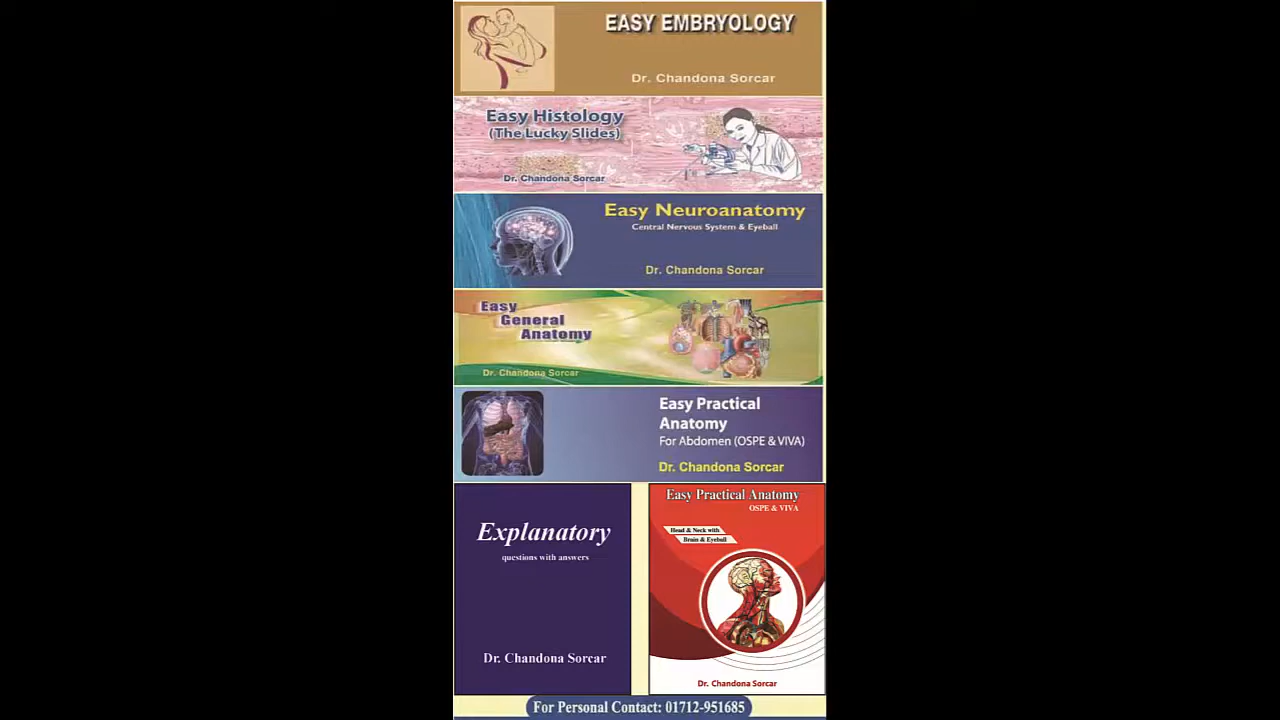 EASY EMBRYOLOGY
Dr. Chandona Sorcar
Easy Histology
(The Lucky Slides)
Dr. Chandona Sorcar
Easy Neuroanatomy
Central Nervous System & Eyeball
Dr. Chandona Sorcar
Easy
General
Anatomy
Dr. Chandona Sorcar
Easy Practical
Anatomy
For Abdomen (OSPE & VIVA)
Dr. Chandona Sorcar
Explanatory
questions with answers
Dr. Chandona Sorcar
Easy Practical Anatomy
OSPE & VIVA
Head & Neck with
Brain & Eyeball
Dr. Chandona Sorcar
For Personal Contact: 01712-951685